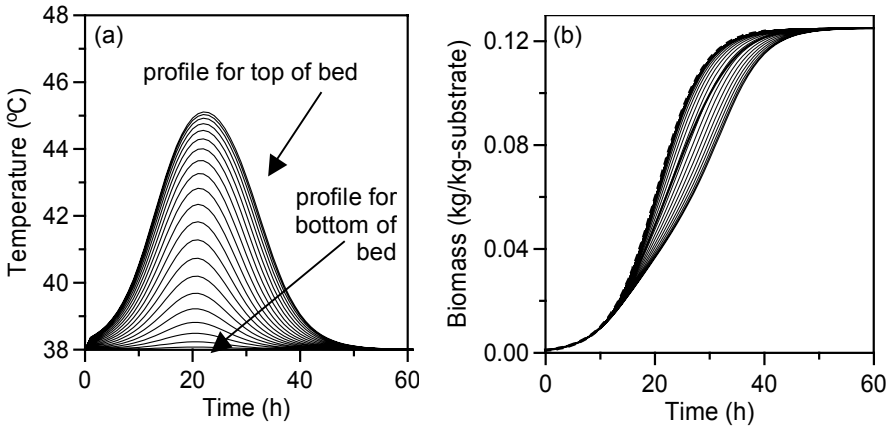 (a)
profile for top of bed
profile for
bottom of
bed
Temperature (ºC)
48
46
44
42
40
38
0
20
40
60
Time (h)
(b)
Biomass (kg/kg-substrate)
0.12
0.08
0.04
0.00
0
20
40
60
Time (h)